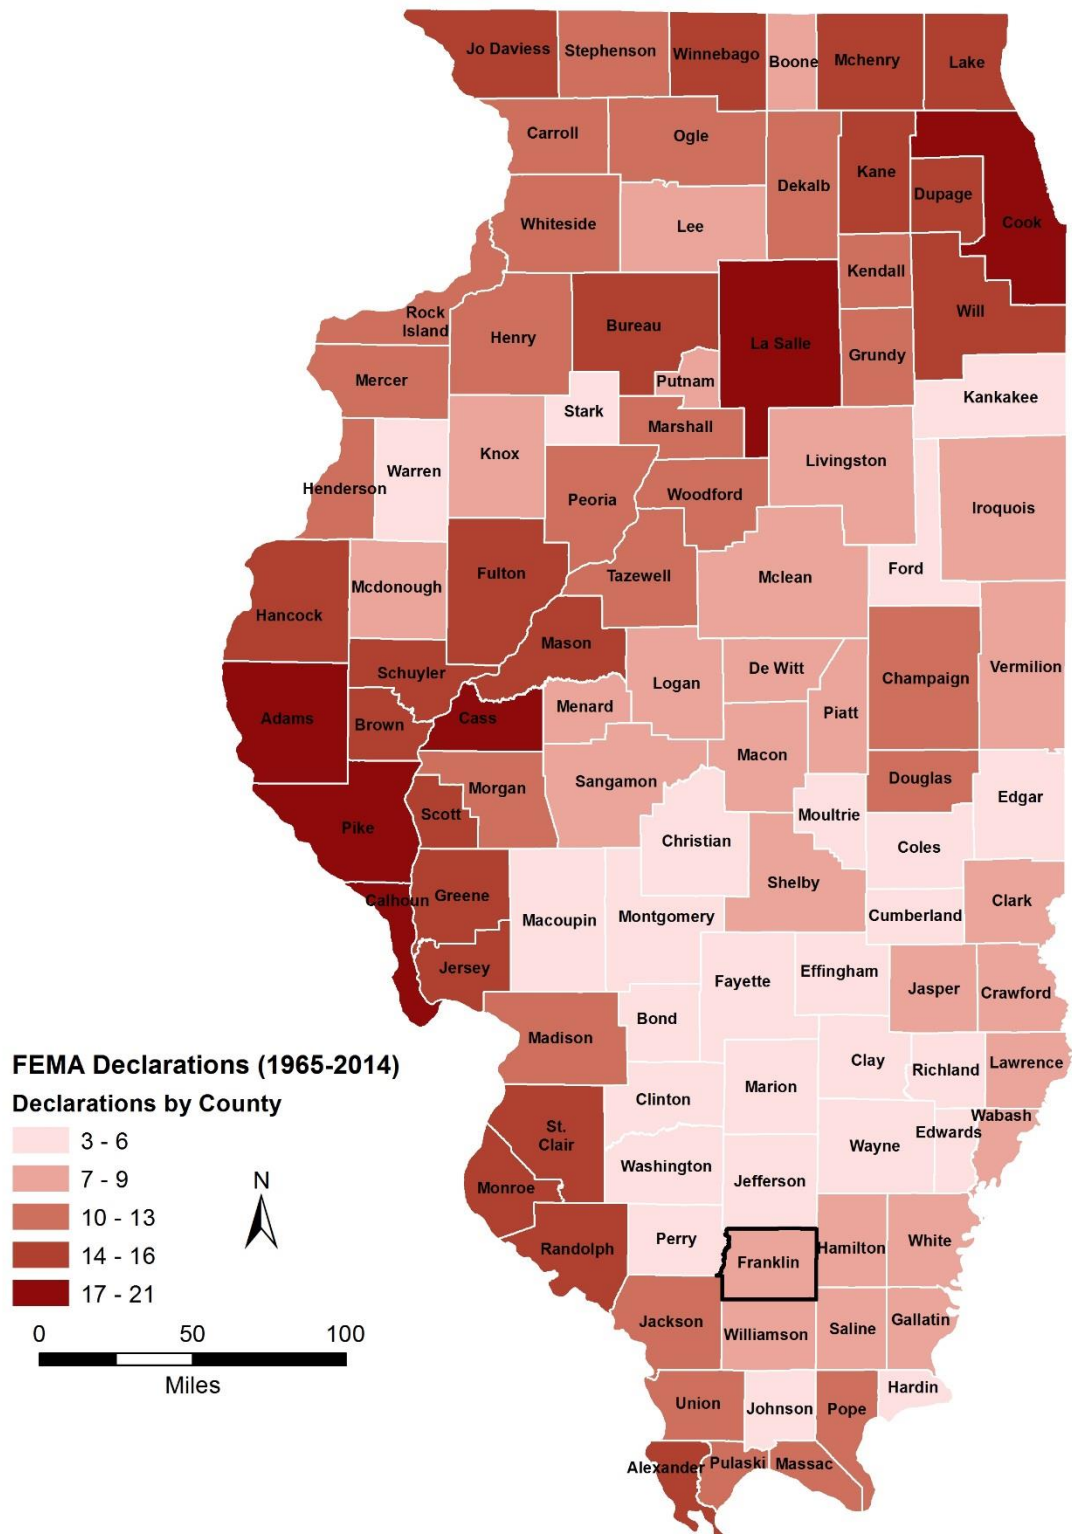 Jo Daviess
Stephenson
Winnebago
Boone
Mchenry
Lake
Carroll
Ogle
Dekalb
Kane
Dupage
Cook
Whiteside
Lee
Kendall
Rock
Island
Henry
Bureau
La Salle
Will
Grundy
Mercer
Putnam
Kankakee
Stark
Marshall
Warren
Knox
Livingston
Henderson
Peoria
Woodford
Iroquois
Ford
Fulton
Tazewell
Mclean
Mcdonough
Hancock
Mason
Schuyler
Logan
De Witt
Vermilion
Champaign
Adams
Brown
Cass
Menard
Piatt
Macon
Morgan
Sangamon
Douglas
Edgar
Scott
Moultrie
Pike
Christian
Coles
Shelby
Calhoun
Greene
Clark
Macoupin
Montgomery
Cumberland
Jersey
Fayette
Effingham
Jasper
Crawford
Bond
Madison
Clay
Richland
Lawrence
Marion
Clinton
Wabash
St.
Clair
Edwards
Wayne
Washington
Jefferson
Monroe
Randolph
Perry
Hamilton
White
Franklin
Jackson
Williamson
Saline
Gallatin
Hardin
Union
Johnson
Pope
Alexander
Pulaski
Massac
FEMA Declarations (1965-2014)
Declarations by County
3 - 6
7 - 9
10 - 13
14 - 16
17 - 21
N
0 50 100
Miles